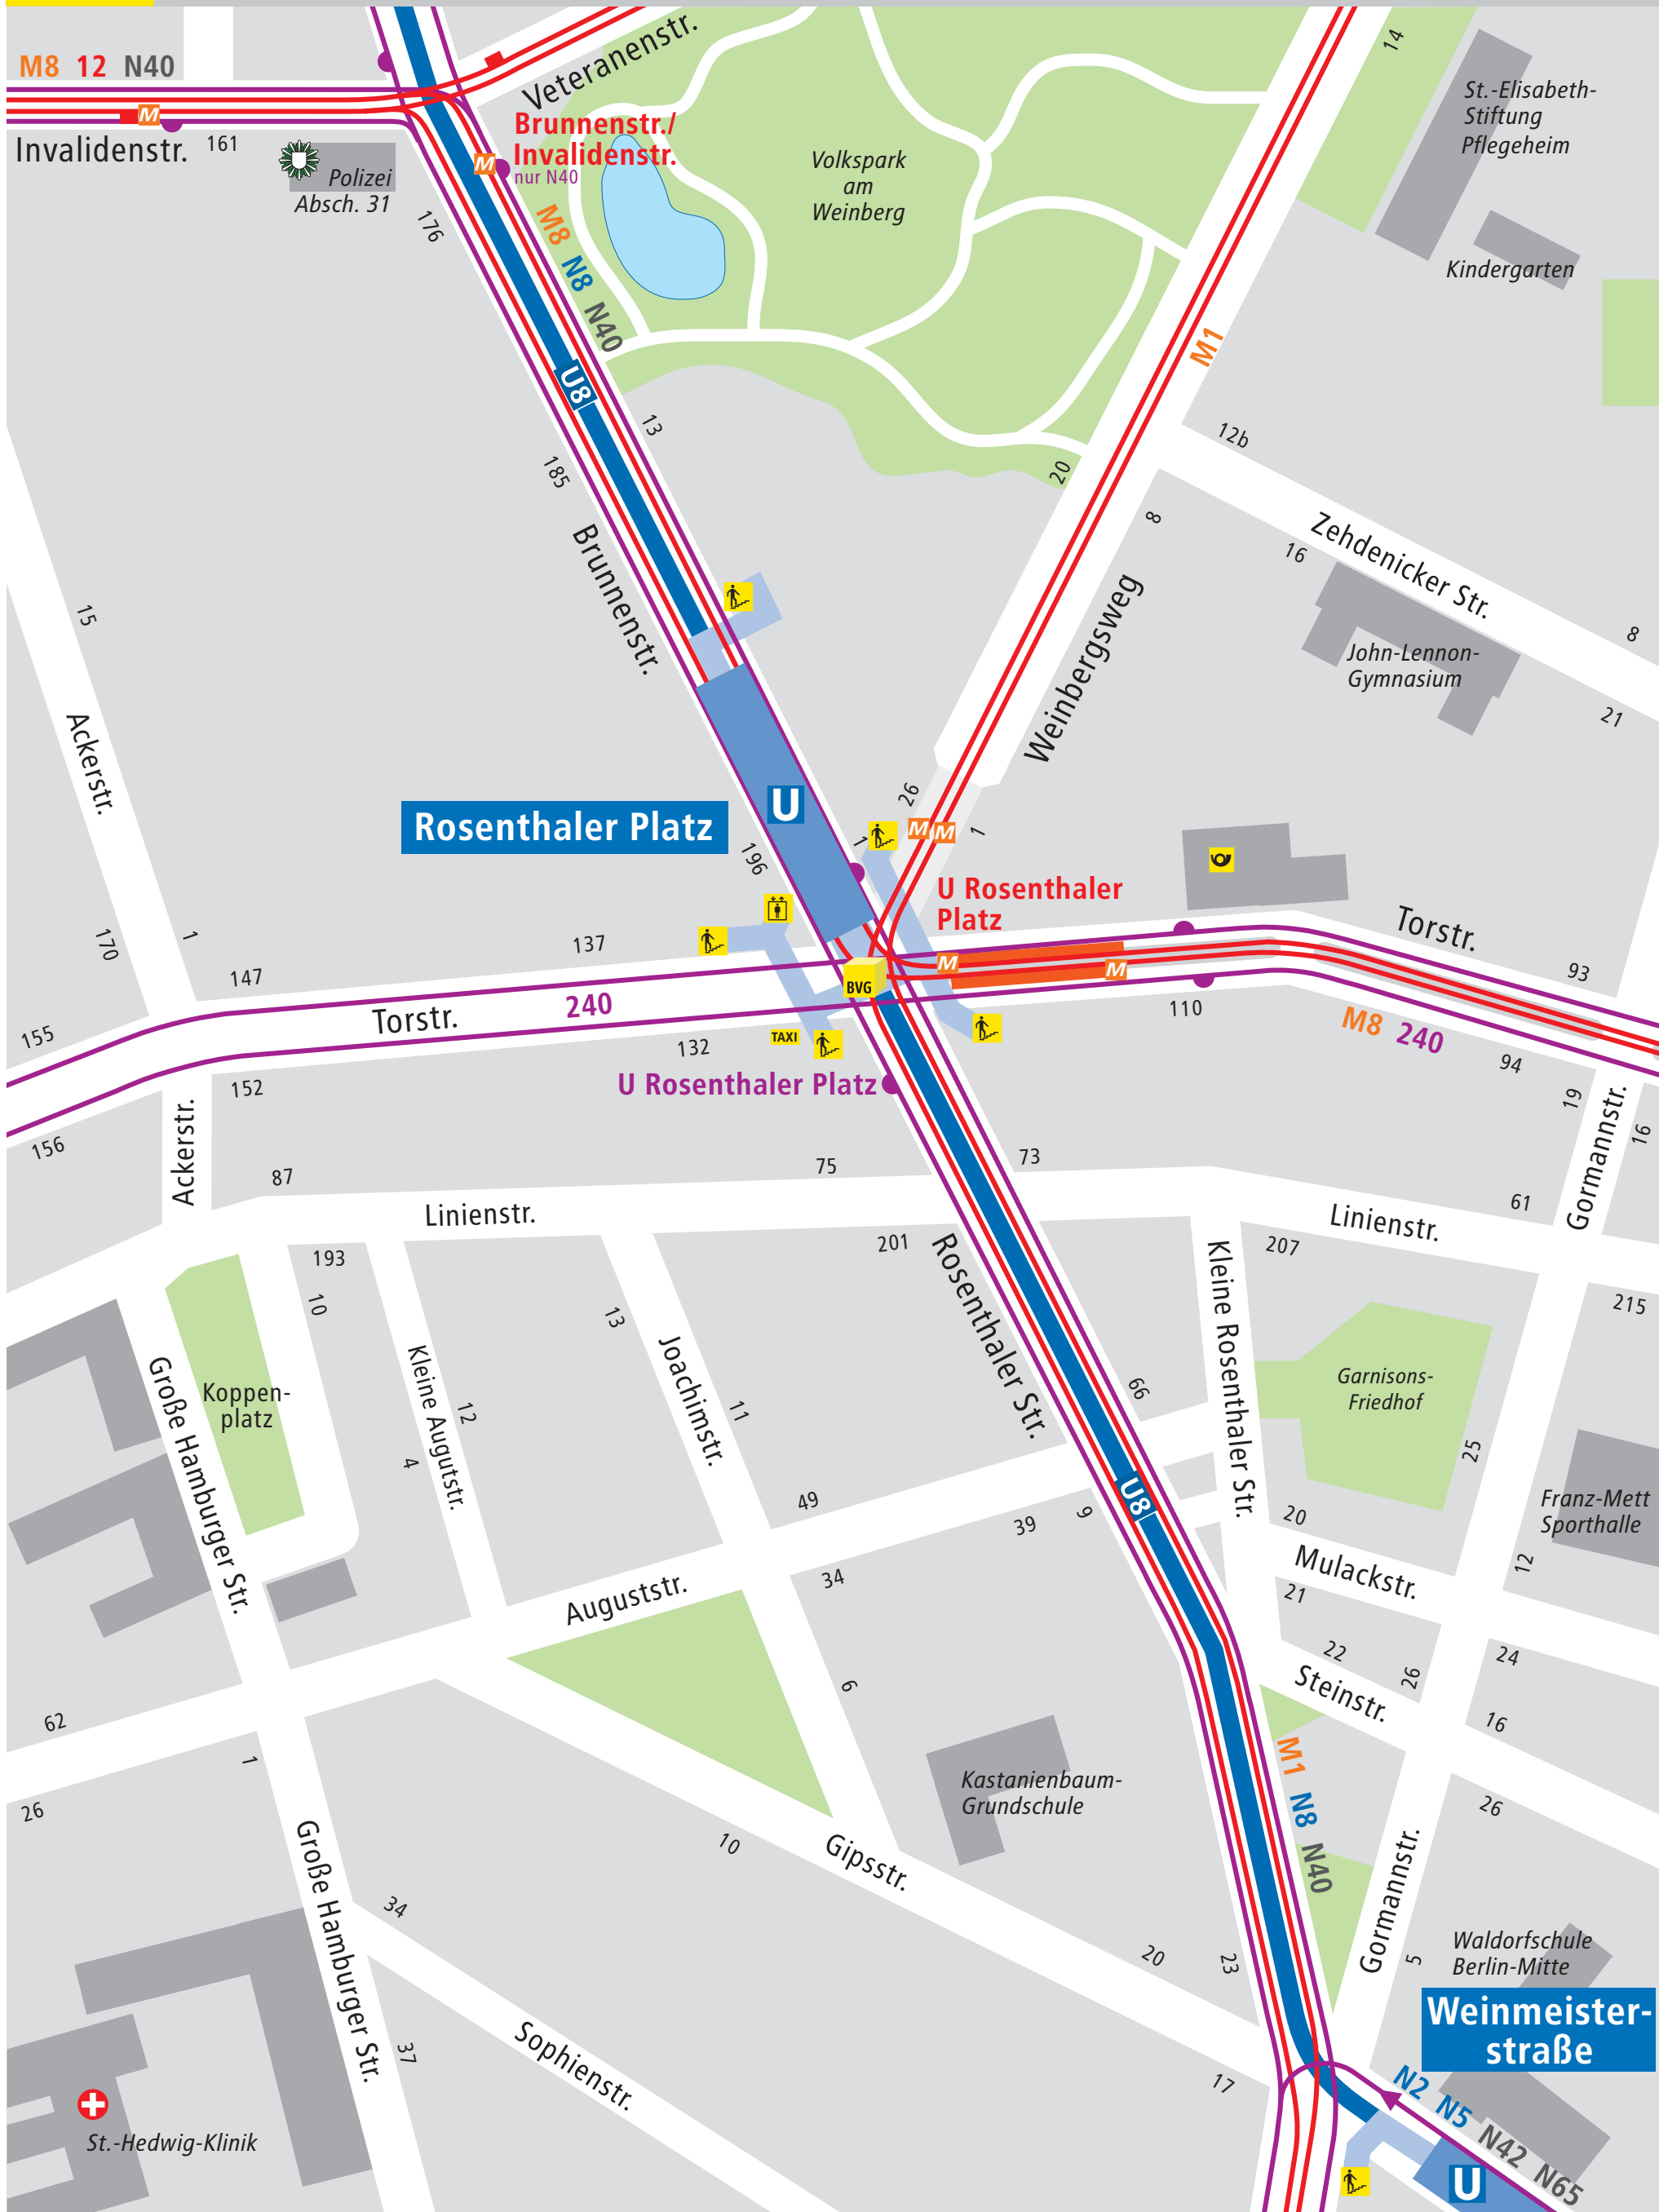 M8 12 N40
Invalidenstr.
161
Polizei
Absch. 31
176
Veteranenstr.
Brunnenstr./
Invalidenstr.
nur N40
M
M
M8 N8 N40
U8
Volkspark
am
Weinberg
14
St.-Elisabeth-
Stiftung
Pflegeheim
Kindergarten
M1
12b
20
13
185
8
Zehdenicker Str.
16
8
21
John-Lennon-
Gymnasium
Brunnenstr.
Weinbergsweg
15
Ackerstr.
170
1
Rosenthaler Platz
U
196
1
26
M M
1
U Rosenthaler
Platz
Torstr.
93
137
147
155
Torstr.
240
BVG
M
M
110
M8 240
94
132
TAXI
152
156
U Rosenthaler Platz
19
16
Gormannstr.
Ackerstr.
87
75
73
61
Linienstr.
Linienstr.
193
201
207
215
10
13
Kleine Augutstr.
12
4
Joachimstr.
11
Rosenthaler Str.
66
Kleine Rosenthaler Str.
Garnisons-
Friedhof
25
Koppen-
platz
Große Hamburger Str.
49
39
9
U8
20
Franz-Mett
Sporthalle
12
Mulackstr.
21
34
Auguststr.
22
26
24
Steinstr.
16
6
62
1
26
Kastanienbaum-
Grundschule
M1 N8 N40
26
10
Gipsstr.
Große Hamburger Str.
34
20
23
Gormannstr.
5
Waldorfschule
Berlin-Mitte
Weinmeister-
straße
37
Sophienstr.
17
N2 N5 N42 N65
St.-Hedwig-Klinik
U